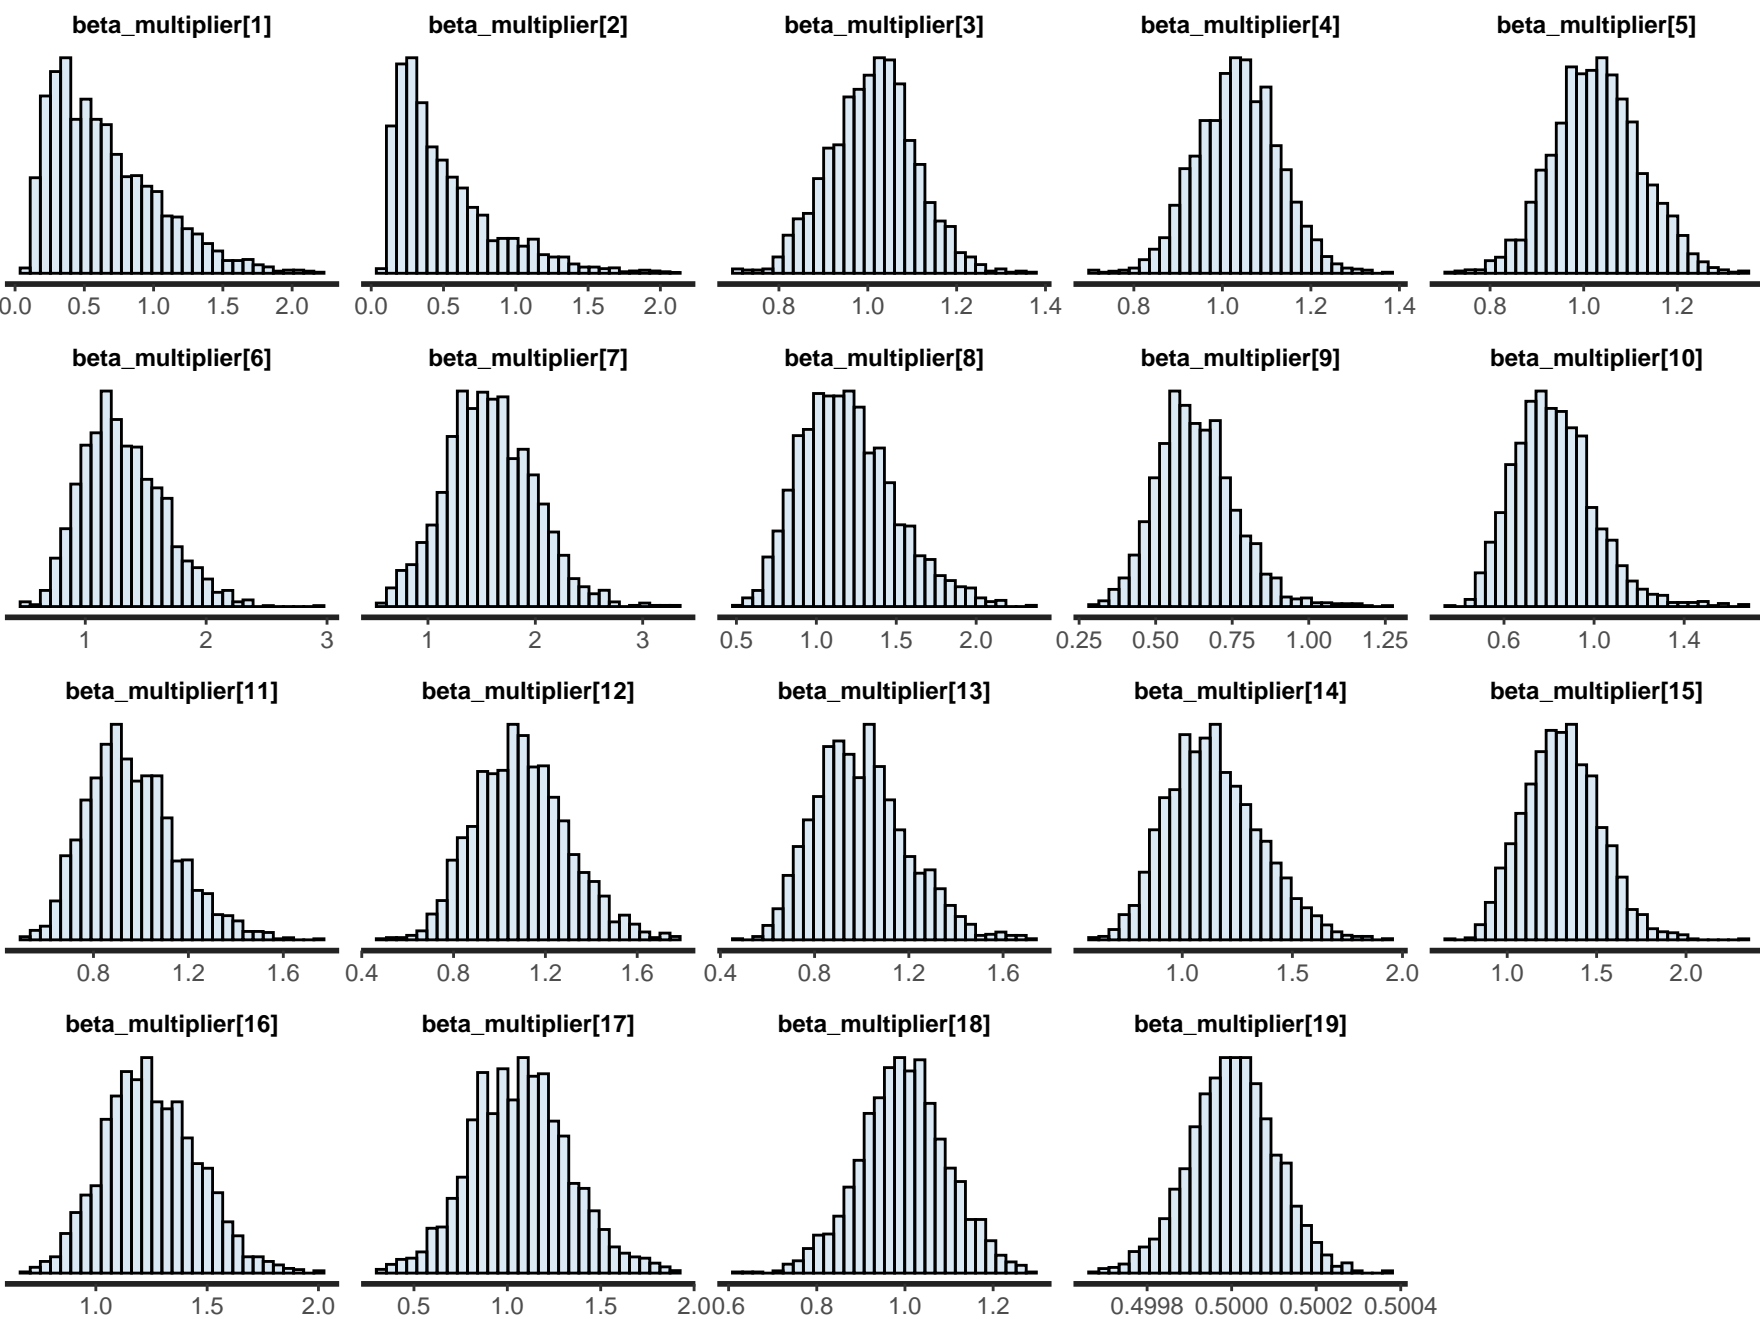 beta_multiplier[1] beta_multiplier[2] beta_multiplier[3] beta_multiplier[4] beta_multiplier[5]
0.0 0.5 1.0 1.5 2.0 0.0 0.5 1.0 1.5 2.0 0.8 1.0 1.2 1.4 0.8 1.0 1.2 1.4 0.8 1.0 1.2
beta_multiplier[6] beta_multiplier[7] beta_multiplier[8] beta_multiplier[9] beta_multiplier[10]
1 2 3 1 2 3 0.5 1.0 1.5 2.0 0.25 0.50 0.75 1.00 1.25 0.6 1.0 1.4
beta_multiplier[11] beta_multiplier[12] beta_multiplier[13] beta_multiplier[14] beta_multiplier[15]
0.8 1.2 1.6 0.4 0.8 1.2 1.6 0.4 0.8 1.2 1.6 1.0 1.5 2.0 1.0 1.5 2.0
beta_multiplier[16] beta_multiplier[17] beta_multiplier[18] beta_multiplier[19]
1.0 1.5 2.0 0.5 1.0 1.5 2.0 0.6 0.8 1.0 1.2 0.4998 0.5000 0.5002 0.5004